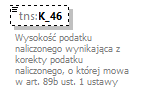 tns:K_46
Wysokość podatku
naliczonego wynikająca z
korekty podatku
naliczonego, o której mowa
w art. 89b ust. 1 ustawy